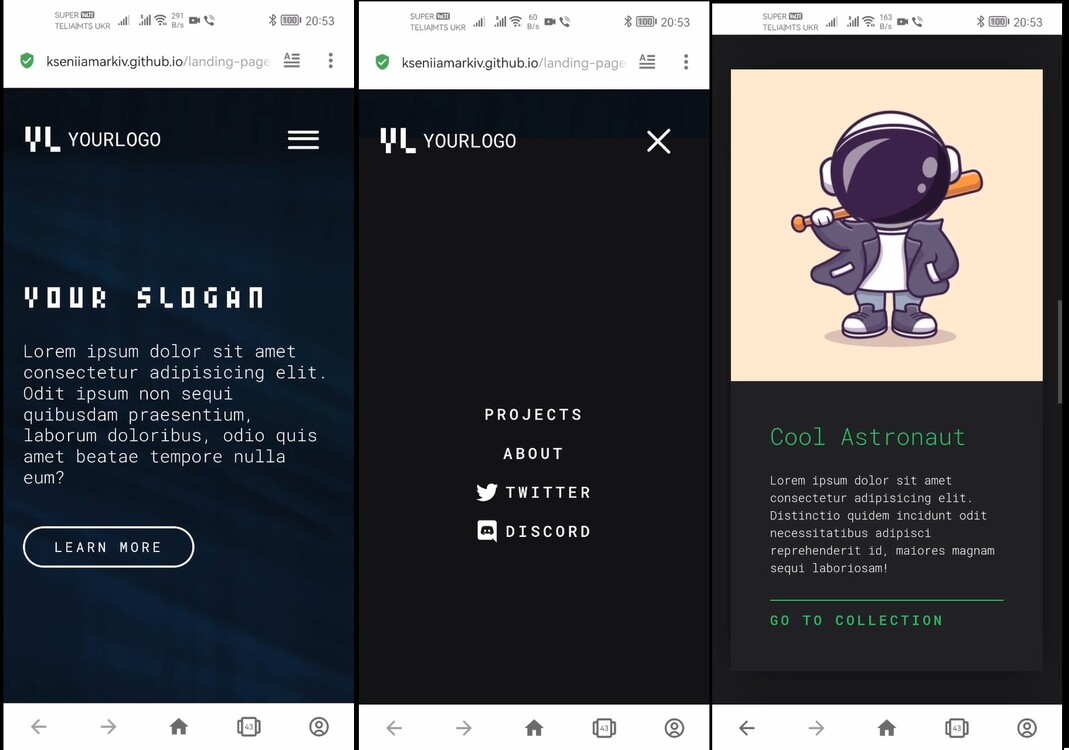 SUPER VoLTE
TELIA|MTS UKR
291
B/s
100
20:53
kseniiamarkiv.github.io/landing-page
YL YOURLOGO
YOUR SLOGAN
Lorem ipsum dolor sit amet
consectetur adipisicing elit.
Odit ipsum non sequi
quibusdam praesentium,
laborum doloribus, odio quis
amet beatae tempore nulla
eum?
LEARN MORE
43
SUPER VoLTE
TELIA|MTS UKR
60
B/s
100
20:53
kseniiamarkiv.github.io/landing-page
YL YOURLOGO
PROJECTS
ABOUT
TWITTER
DISCORD
43
SUPER VoLTE
TELIA|MTS UKR
163
B/s
100
20:53
Cool Astronaut
Lorem ipsum dolor sit amet
consectetur adipisicing elit.
Distinctio quidem incidunt odit
necessitatibus adipisci
reprehenderit id, maiores magnam
sequi laboriosam!
GO TO COLLECTION
43